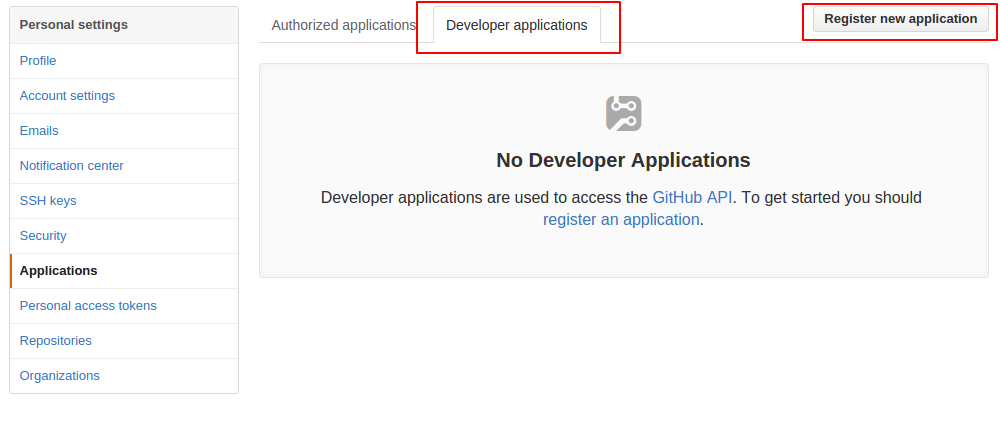 Personal settings
Profile
Account settings
Emails
Notification center
SSH keys
Security
Applications
Personal access tokens
Repositories
Organizations
Authorized applications
Developer applications
Register new application
No Developer Applications
Developer applications are used to access the GitHub API. To get started you should
register an application.